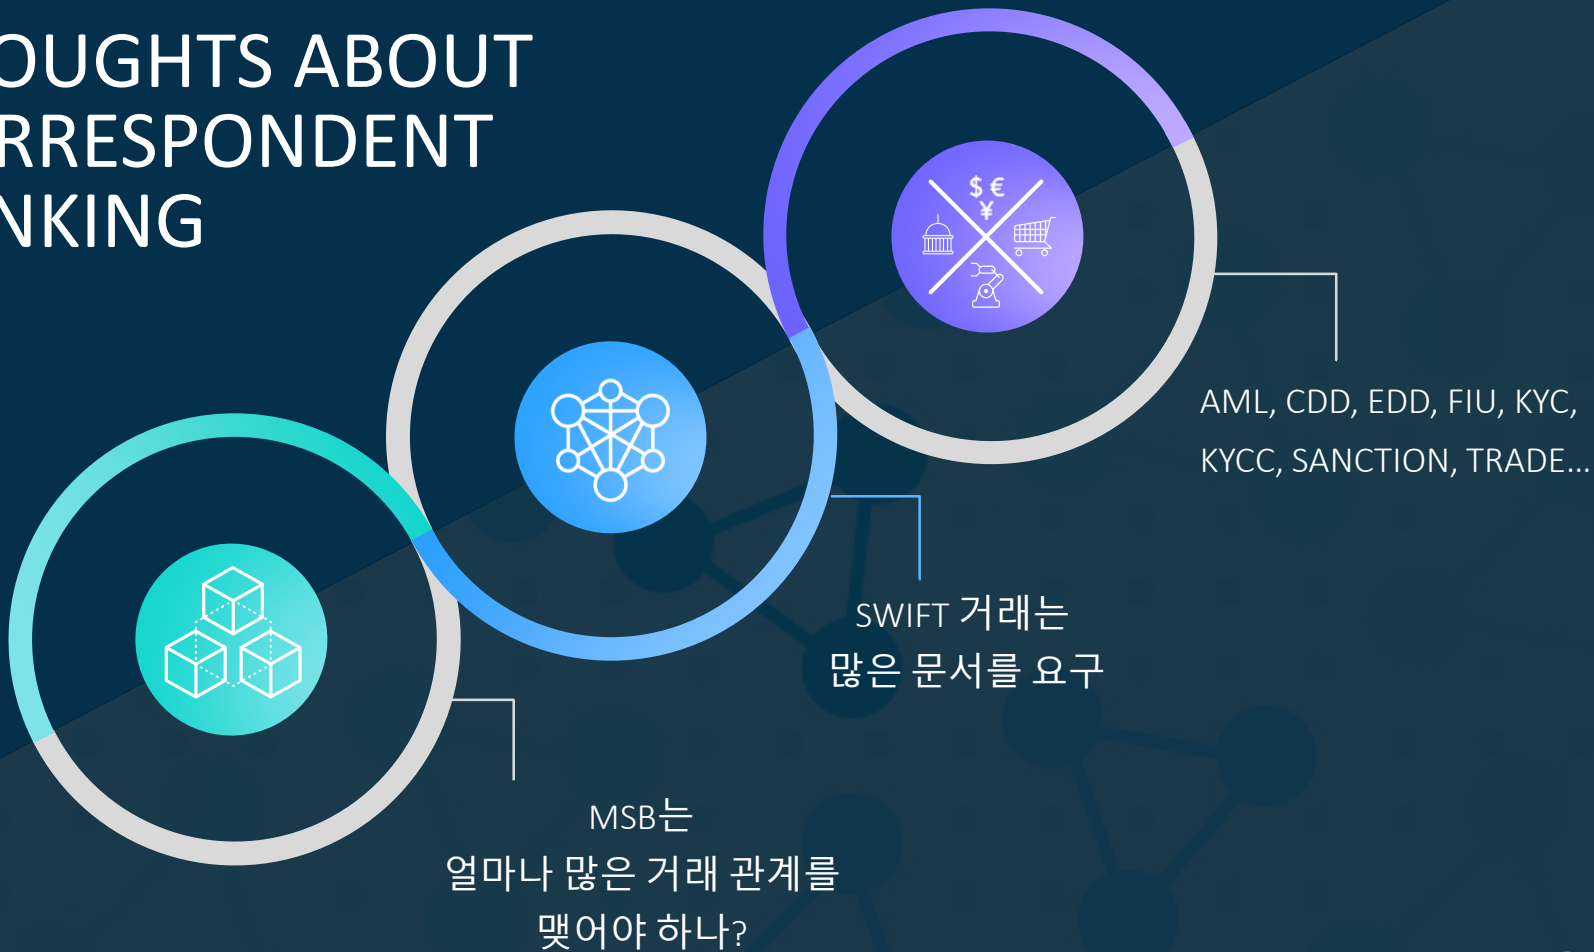 OUGHTS ABOUT
RRESPONDENT
NKING
$ €
¥
AML, CDD, EDD, FIU, KYC,
KYCC, SANCTION, TRADE...
SWIFT 거래는
많은 문서를 요구
MSB는
얼마나 많은 거래 관계를
맺어야 하나?